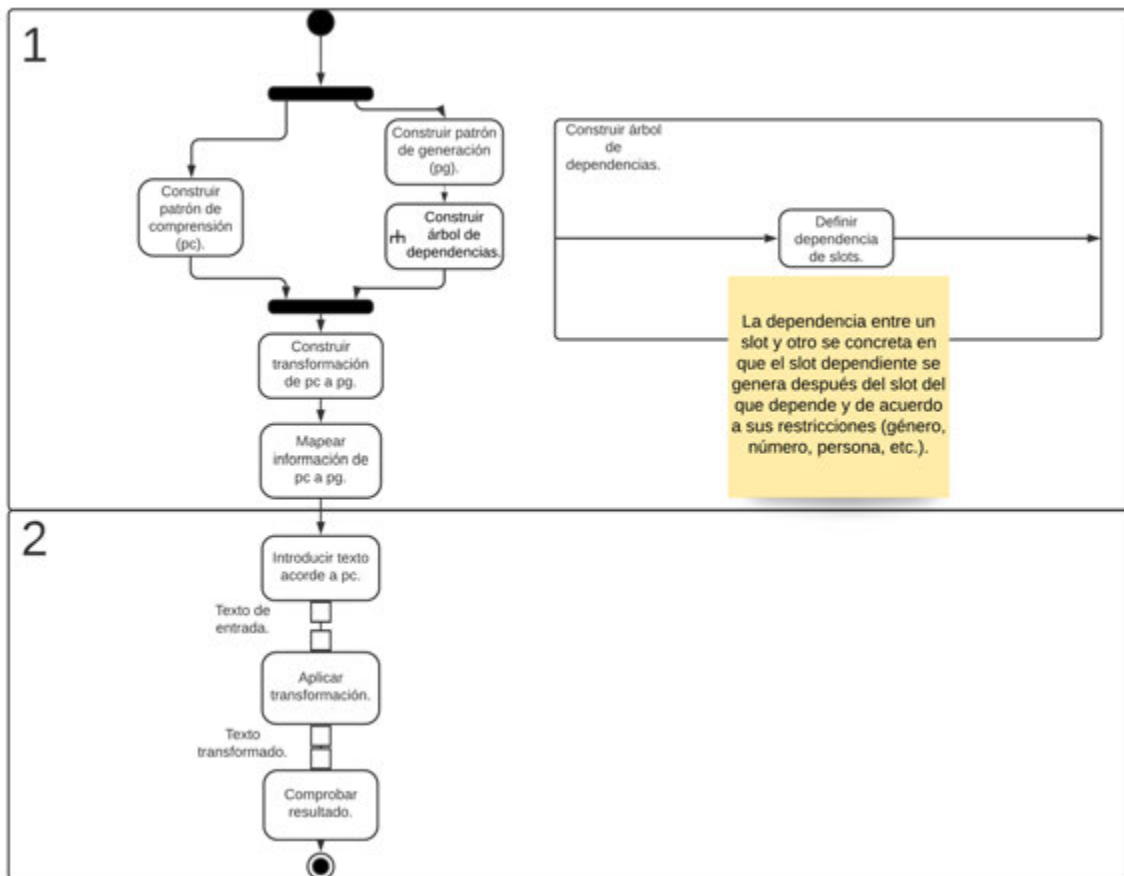 1
Construir patrón
de generación
(pg).
Construir
patrón de
comprensión
(pc).
Construir
árbol de
dependencias.
Construir
transformación
de pc a pg.
Mapear
información de
pc a pg.
Construir árbol
de
dependencias.
Definir
dependencia
de slots.
La dependencia entre un
slot y otro se concreta en
que el slot dependiente se
genera después del slot del
que depende y de acuerdo
a sus restricciones (género,
número, persona, etc.).
2
Introducir texto
acorde a pc.
Texto de
entrada.
Aplicar
transformación.
Texto
transformado.
Comprobar
resultado.